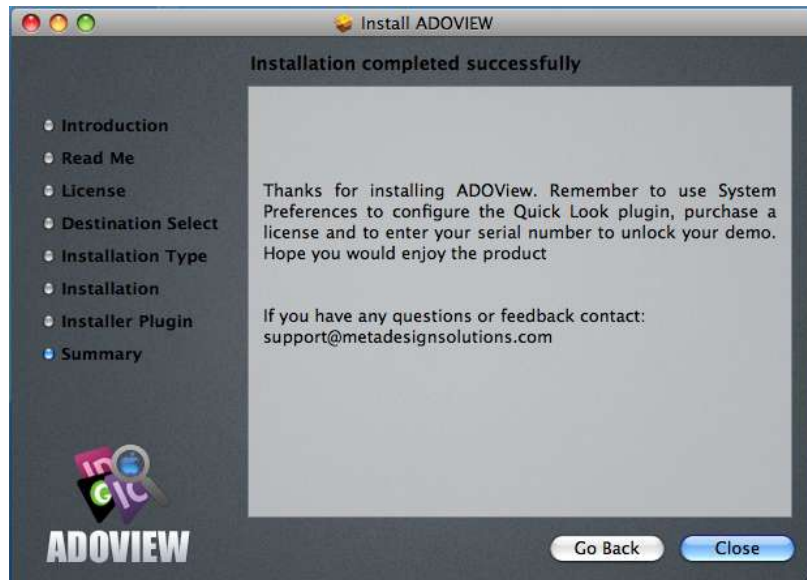 Install ADOVIEW
Installation completed successfully
Introduction
Read Me
License
Destination Select
Installation Type
Installation
Installer Plugin
Summary
Thanks for installing ADOView. Remember to use System
Preferences to configure the Quick Look plugin, purchase a
license and to enter your serial number to unlock your demo.
Hope you would enjoy the product
If you have any questions or feedback contact:
support@metadesignsolutions.com
ADOVIEW
Go Back
Close